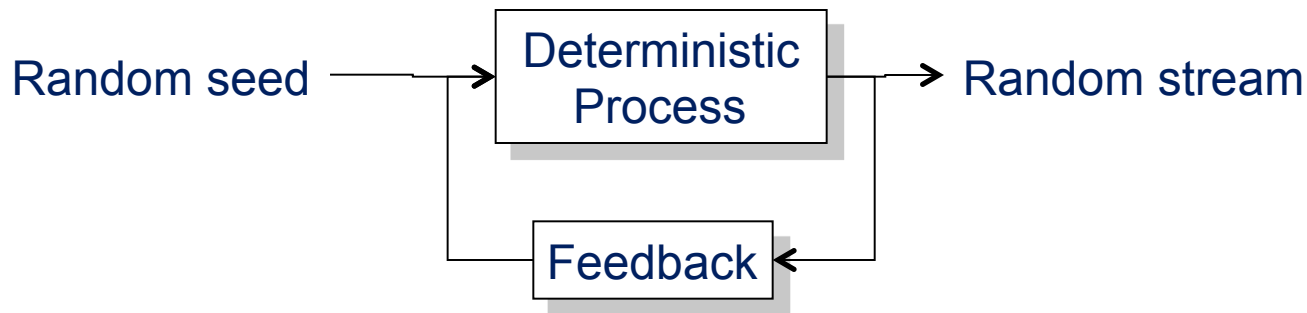 Random seed
Deterministic
Process
Random stream
Feedback